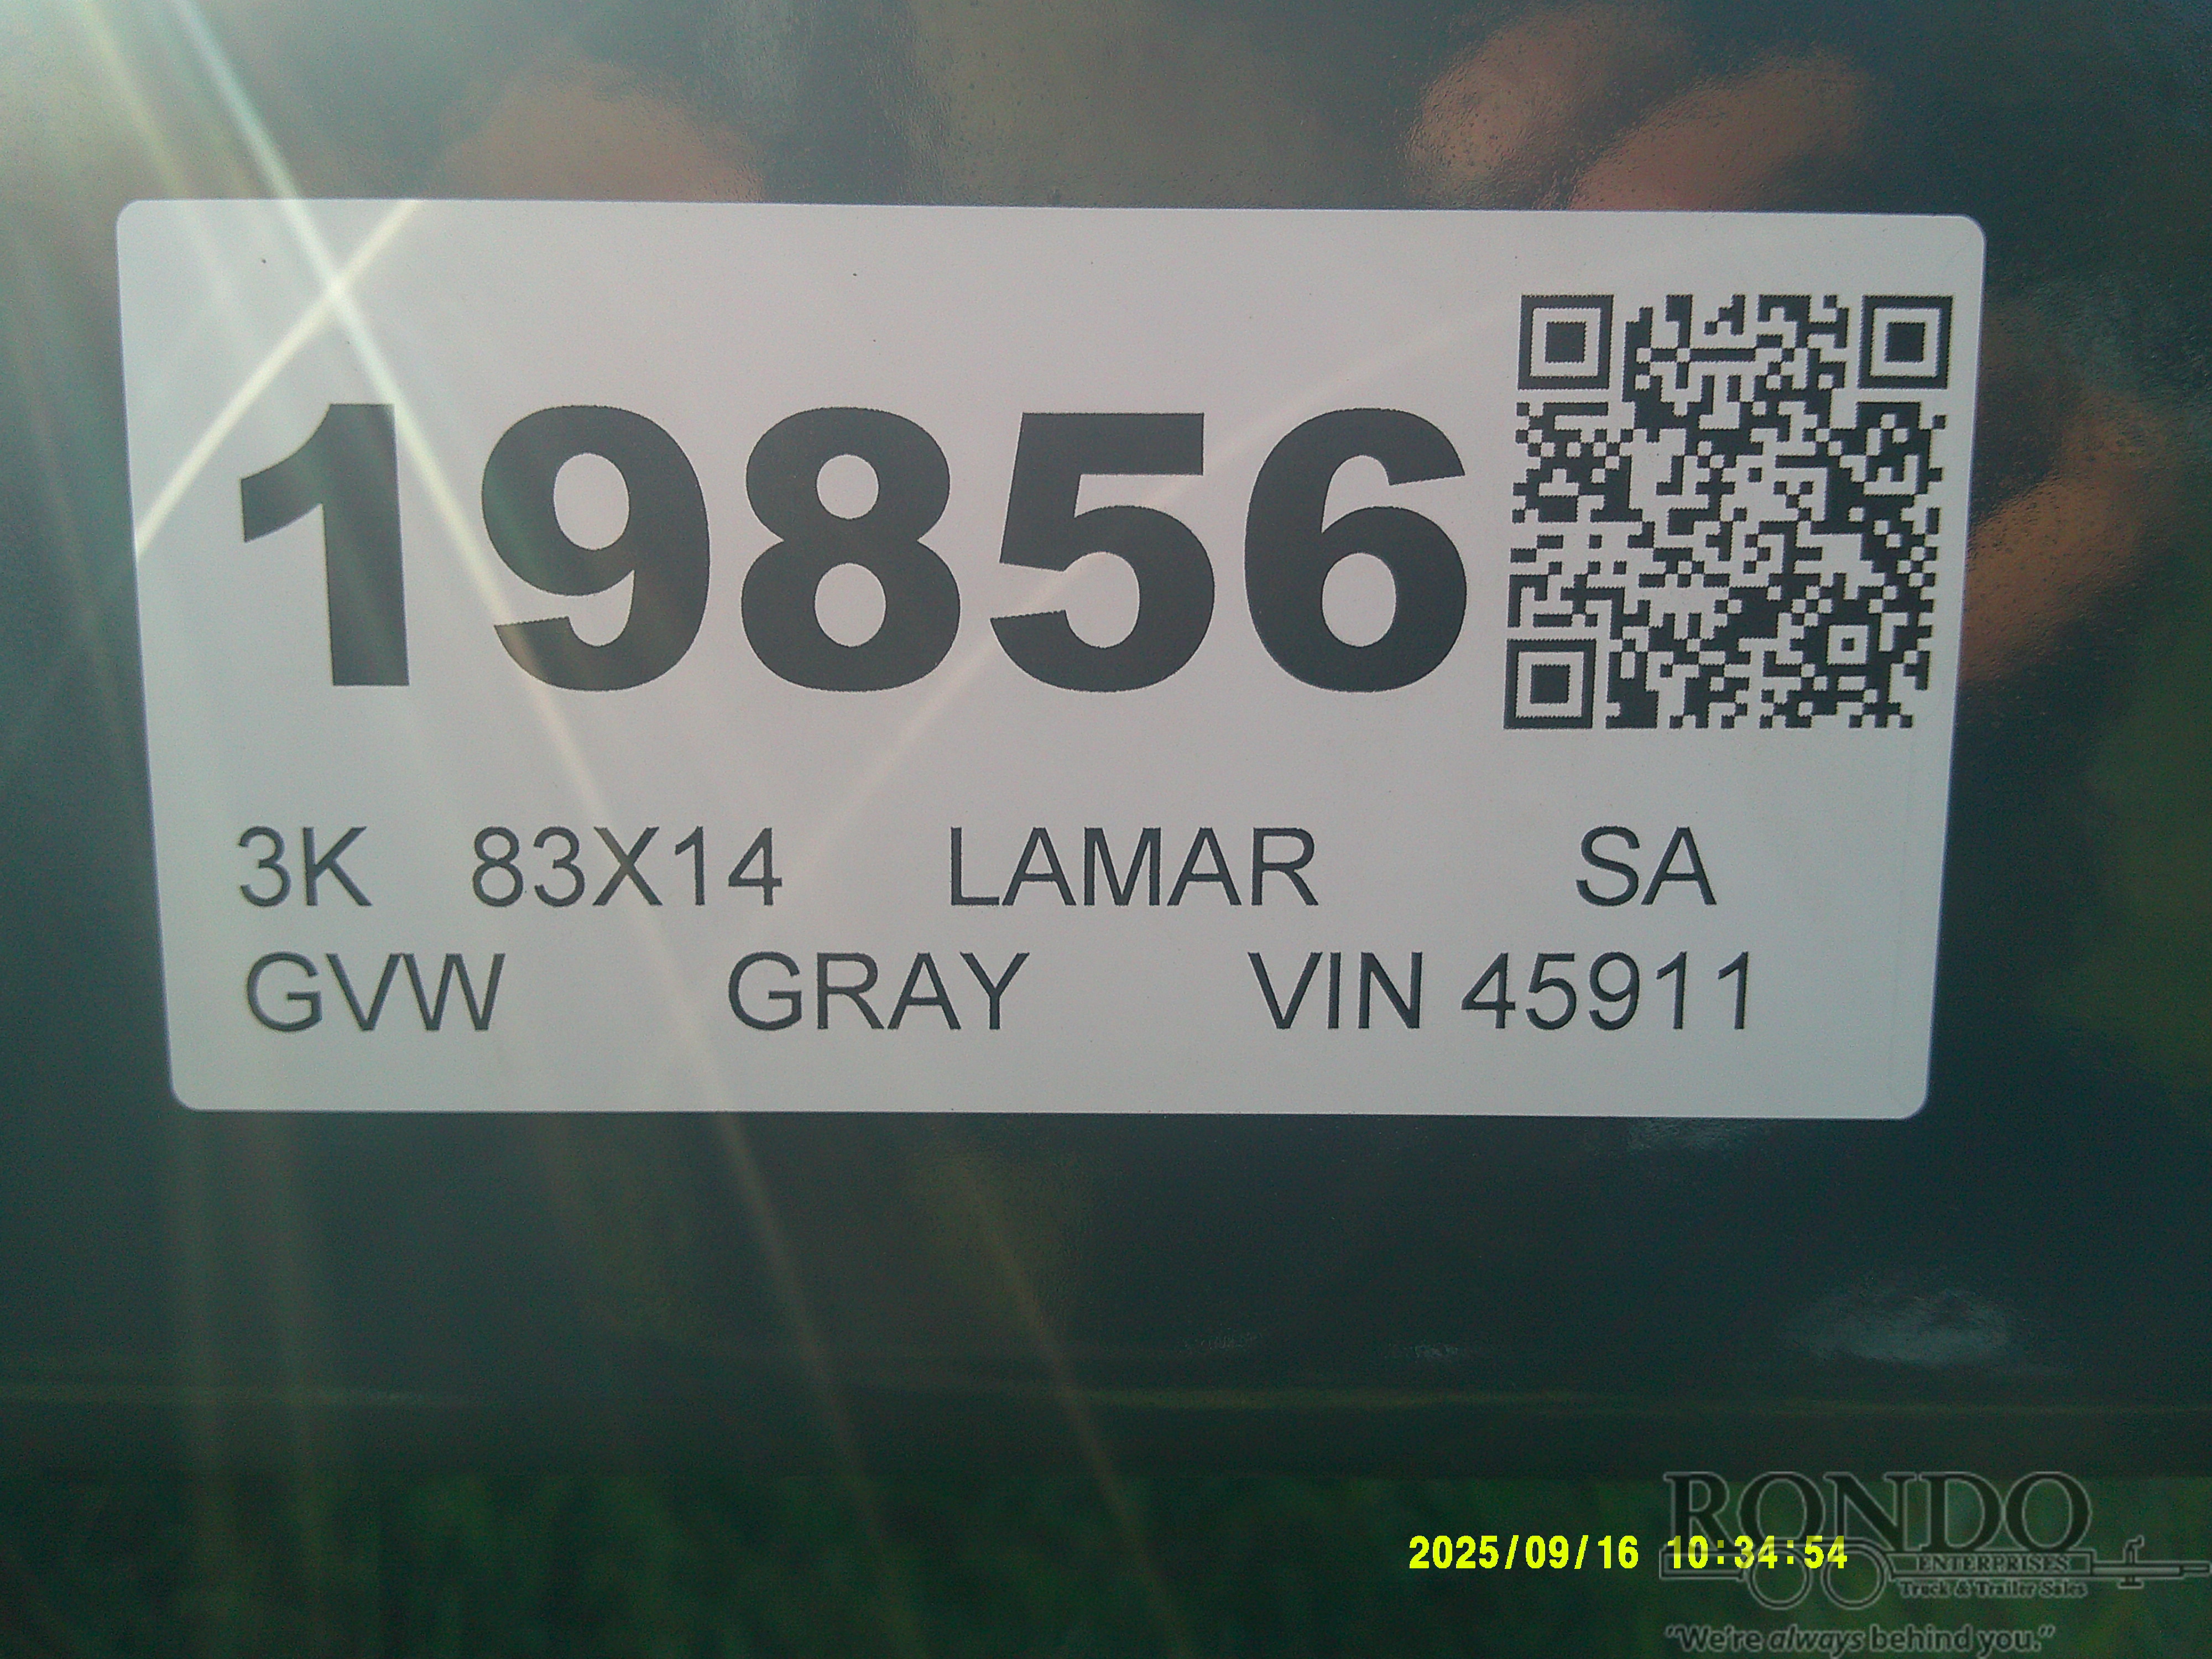 19856
3K 83X14 LAMAR SA
GVW GRAY VIN 45911
2025/09/16 10:34:54
RONDO
ENTERPRISES
Truck & Trailer Sales
"We're always behind you."